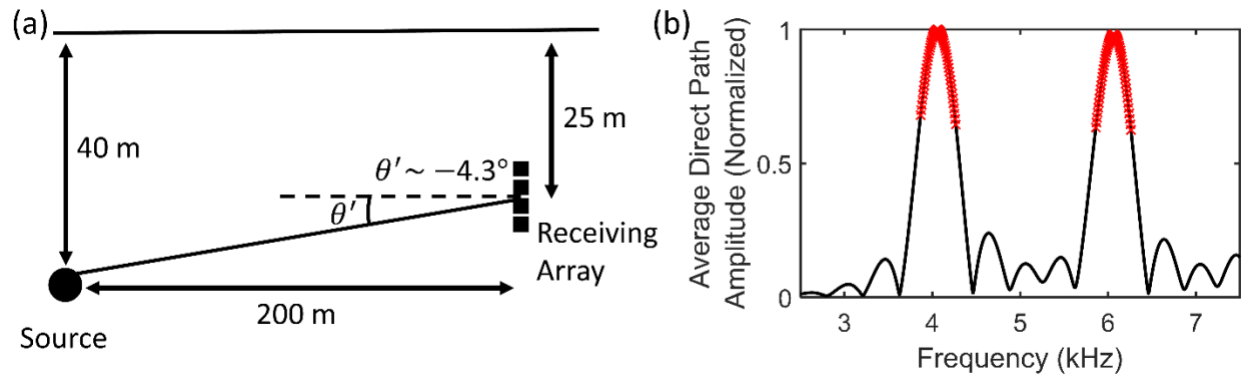 (a)
40 m
25 m
θ′ ~ −4.3°
θ′
Receiving
Array
200 m
Source
(b)
Average Direct Path
Amplitude (Normalized)
1
0.5
0
3 4 5 6 7
Frequency (kHz)